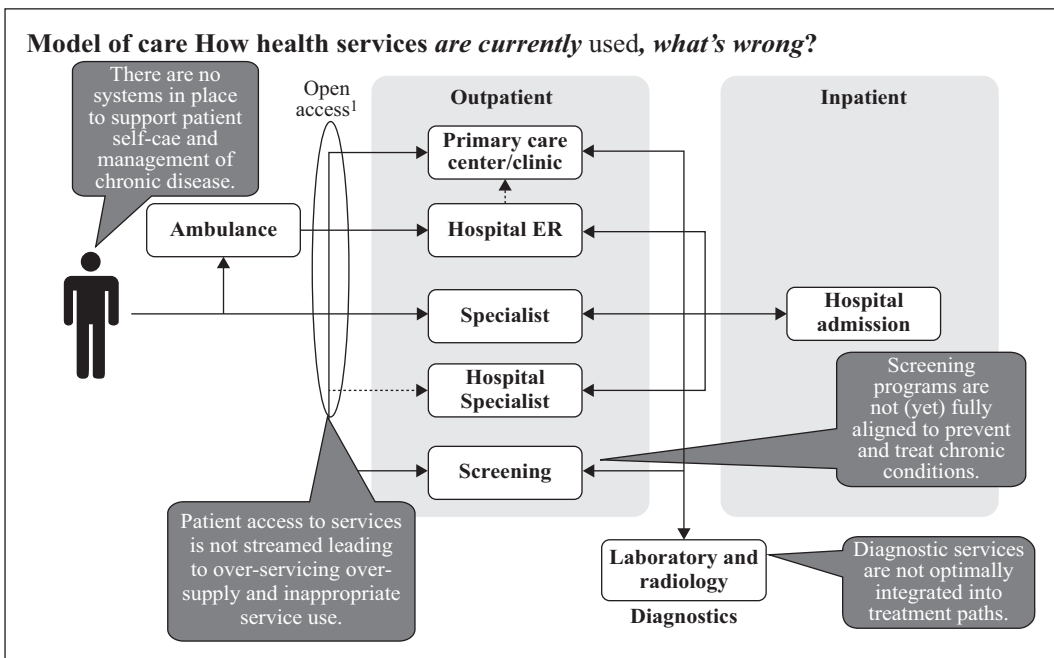 Model of care How health services are currently used, what's wrong?
There are no
systems in place
to support patient
self-cae and
management of
chronic disease.
Open
access1
Outpatient
Inpatient
Primary care
center/clinic
Ambulance
Hospital ER
Specialist
Hospital
admission
Hospital
Specialist
Screening
programs are
not (yet) fully
aligned to prevent
and treat chronic
conditions.
Screening
Patient access to services
is not streamed leading
to over-servicing over-
supply and inappropriate
service use.
Laboratory and
radiology
Diagnostics
Diagnostic services
are not optimally
integrated into
treatment paths.